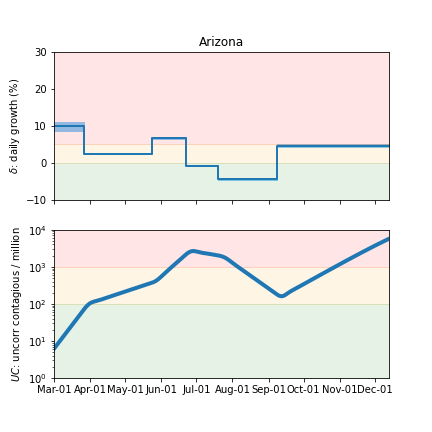 Arizona
δ: daily growth (%)
30
20
10
0
−10
UC: uncorr contagious / million
10⁴
10³
10²
10¹
10⁰
Mar-01 Apr-01 May-01 Jun-01 Jul-01 Aug-01 Sep-01 Oct-01 Nov-01 Dec-01